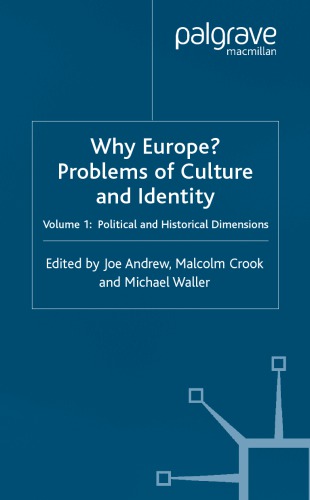 palgrave
macmillan
Why Europe?
Problems of Culture
and Identity
Volume 1: Political and Historical Dimensions
Edited by Joe Andrew, Malcolm Crook
and Michael Waller